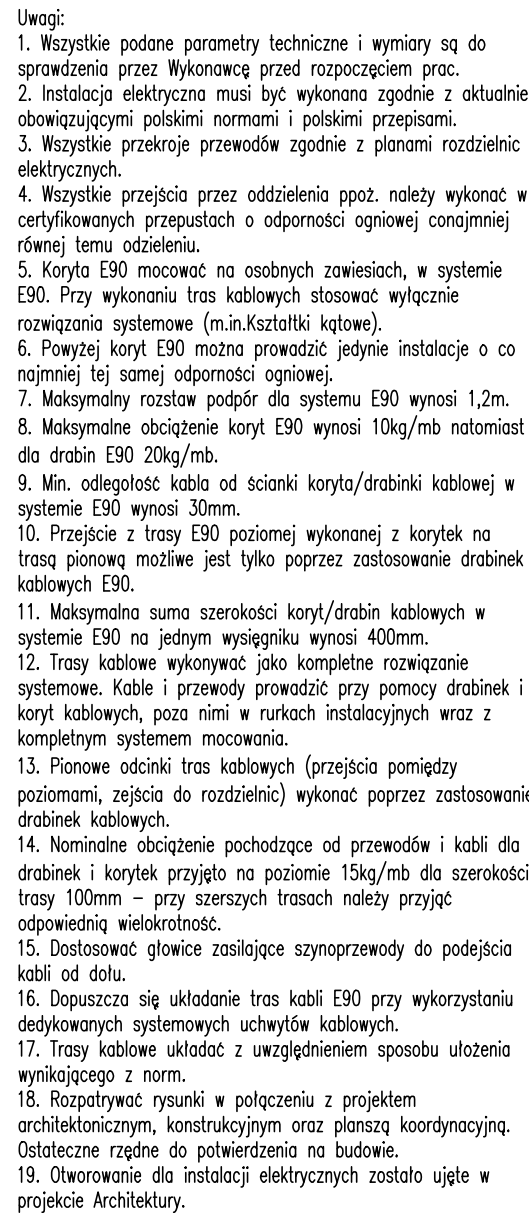 Uwagi:
1. Wszystkie podane parametry techniczne i wymiary są do
sprawdzenia przez Wykonawcę przed rozpoczęciem prac.
2. Instalacja elektryczna musi być wykonana zgodnie z aktualnie
obowiązującymi polskimi normami i polskimi przepisami.
3. Wszystkie przekroje przewodów zgodnie z planami rozdzielnic
elektrycznych.
4. Wszystkie przejścia przez oddzielenia ppoż. należy wykonać w
certyfikowanych przepustach o odporności ogniowej conajmniej
równej temu odzieleniu.
5. Koryta E90 mocować na osobnych zawiesiach, w systemie
E90. Przy wykonaniu tras kablowych stosować wyłącznie
rozwiązania systemowe (m.in.Kształtki kątowe).
6. Powyżej koryt E90 można prowadzić jedynie instalacje o co
najmniej tej samej odporności ogniowej.
7. Maksymalny rozstaw podpór dla systemu E90 wynosi 1,2m.
8. Maksymalne obciążenie koryt E90 wynosi 10kg/mb natomiast
dla drabin E90 20kg/mb.
9. Min. odlegołość kabla od ścianki koryta/drabinki kablowej w
systemie E90 wynosi 30mm.
10. Przejście z trasy E90 poziomej wykonanej z korytek na
trasą pionową możliwe jest tylko poprzez zastosowanie drabinek
kablowych E90.
11. Maksymalna suma szerokości koryt/drabin kablowych w
systemie E90 na jednym wysięgniku wynosi 400mm.
12. Trasy kablowe wykonywać jako kompletne rozwiązanie
systemowe. Kable i przewody prowadzić przy pomocy drabinek i
koryt kablowych, poza nimi w rurkach instalacyjnych wraz z
kompletnym systemem mocowania.
13. Pionowe odcinki tras kablowych (przejścia pomiędzy
poziomami, zejścia do rozdzielnic) wykonać poprzez zastosowanie
drabinek kablowych.
14. Nominalne obciążenie pochodzące od przewodów i kabli dla
drabinek i korytek przyjęto na poziomie 15kg/mb dla szerokości
trasy 100mm – przy szerszych trasach należy przyjąć
odpowiednią wielokrotność.
15. Dostosować głowice zasilające szynoprzewody do podejścia
kabli od dołu.
16. Dopuszcza się układanie tras kabli E90 przy wykorzystaniu
dedykowanych systemowych uchwytów kablowych.
17. Trasy kablowe układać z uwzględnieniem sposobu ułożenia
wynikającego z norm.
18. Rozpatrywać rysunki w połączeniu z projektem
architektonicznym, konstrukcyjnym oraz planszą koordynacyjną.
Ostateczne rzędne do potwierdzenia na budowie.
19. Otworowanie dla instalacji elektrycznych zostało ujęte w
projekcie Architektury.